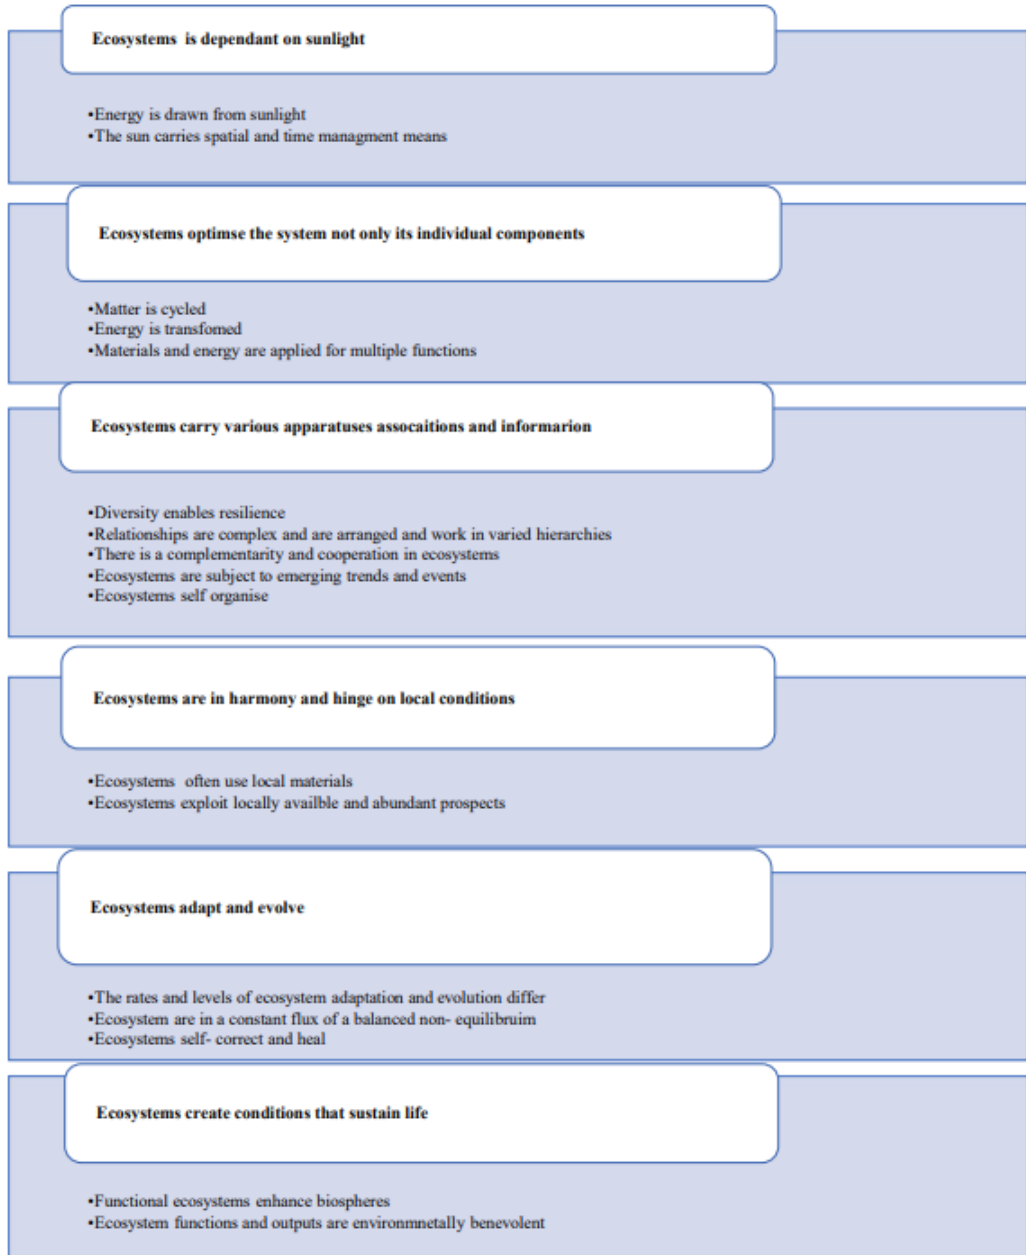 Ecosystems is dependant on sunlight
•Energy is drawn from sunlight
•The sun carries spatial and time managment means
Ecosystems optimse the system not only its individual components
•Matter is cycled
•Energy is transfomed
•Materials and energy are applied for multiple functions
Ecosystems carry various apparatuses assocaitions and informarion
•Diversity enables resilience
•Relationships are complex and are arranged and work in varied hierarchies
•There is a complementarity and cooperation in ecosystems
•Ecosystems are subject to emerging trends and events
•Ecosystems self organise
Ecosystems are in harmony and hinge on local conditions
•Ecosystems often use local materials
•Ecosystems exploit locally availble and abundant prospects
Ecosystems adapt and evolve
•The rates and levels of ecosystem adaptation and evolution differ
•Ecosystem are in a constant flux of a balanced non- equilibruim
•Ecosystems self- correct and heal
Ecosystems create conditions that sustain life
•Functional ecosystems enhance biospheres
•Ecosystem functions and outputs are environmnetally benevolent